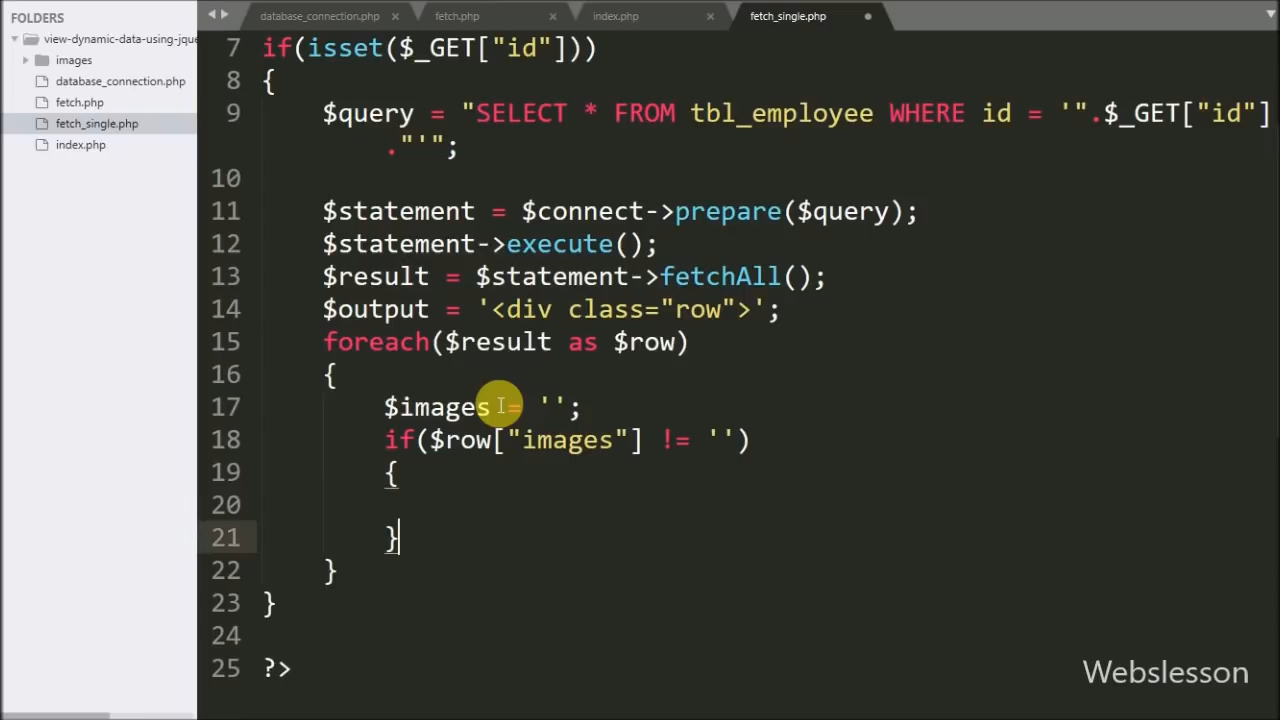 FOLDERS
view-dynamic-data-using-jque
images
database_connection.php
fetch.php
fetch_single.php
index.php
database_connection.php
fetch.php
index.php
fetch_single.php
7 if(isset($_GET["id"]))
8 {
9 $query = "SELECT * FROM tbl_employee WHERE id = '".$_GET["id"]
."'";
10
11 $statement = $connect->prepare($query);
12 $statement->execute();
13 $result = $statement->fetchAll();
14 $output = '<div class="row">';
15 foreach($result as $row)
16 {
17 $images = '';
18 if($row["images"] != '')
19 {
20
21 }
22 }
23 }
24
25 ?>
Webslesson